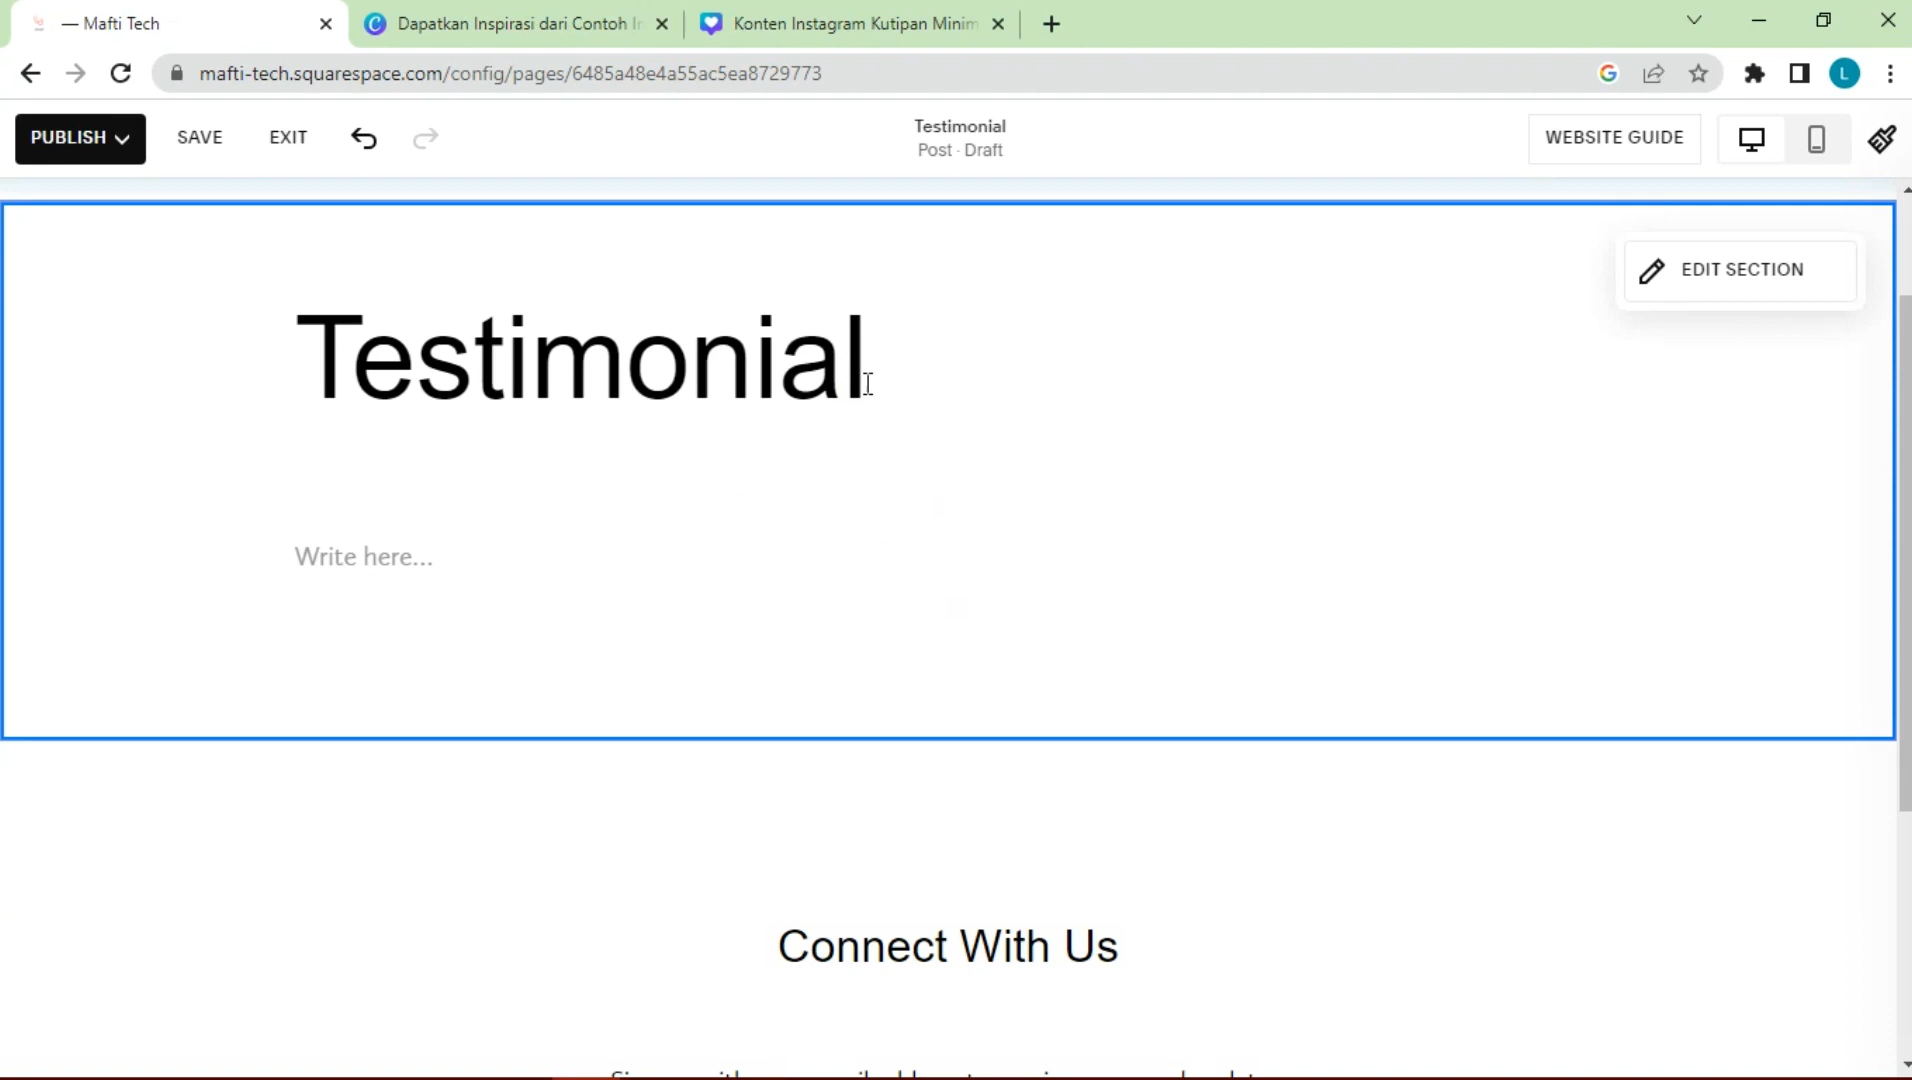 — Mafti Tech
Dapatkan Inspirasi dari Contoh
Konten Instagram Kutipan Minim
mafti-tech.squarespace.com/config/pages/6485a48e4a55ac5ea8729773
L
PUBLISH
SAVE
EXIT
Testimonial
Post · Draft
WEBSITE GUIDE
EDIT SECTION
Testimonial
Write here...
Connect With Us